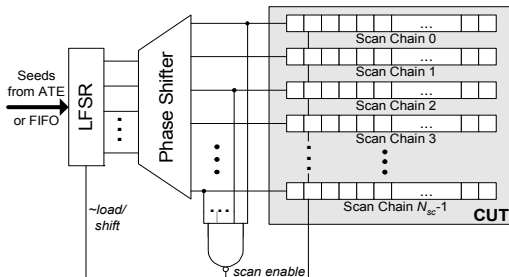 Seeds
from ATE
or FIFO
LFSR
Phase Shifter
...
Scan Chain 0
...
Scan Chain 1
...
Scan Chain 2
...
Scan Chain 3
...
Scan Chain Nsc-1
CUT
~load/
shift
...
scan enable